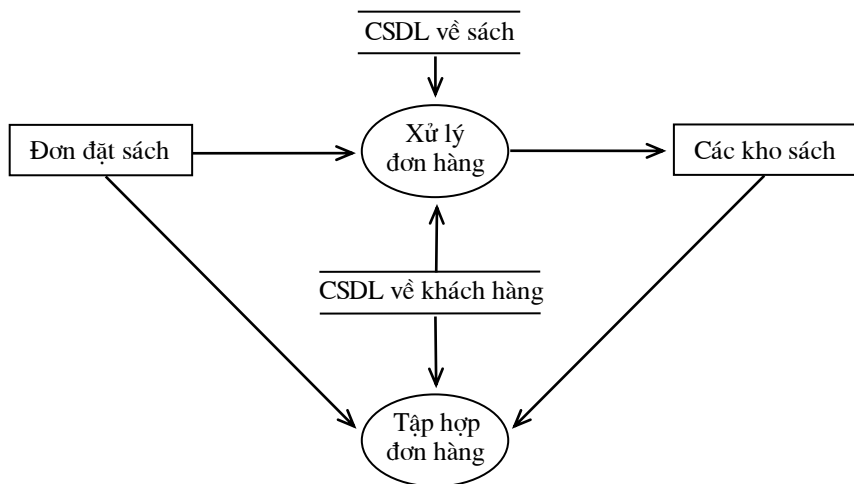 CSDL về sách
Đơn đặt sách
Xử lý
đơn hàng
Các kho sách
CSDL về khách hàng
Tập hợp
đơn hàng